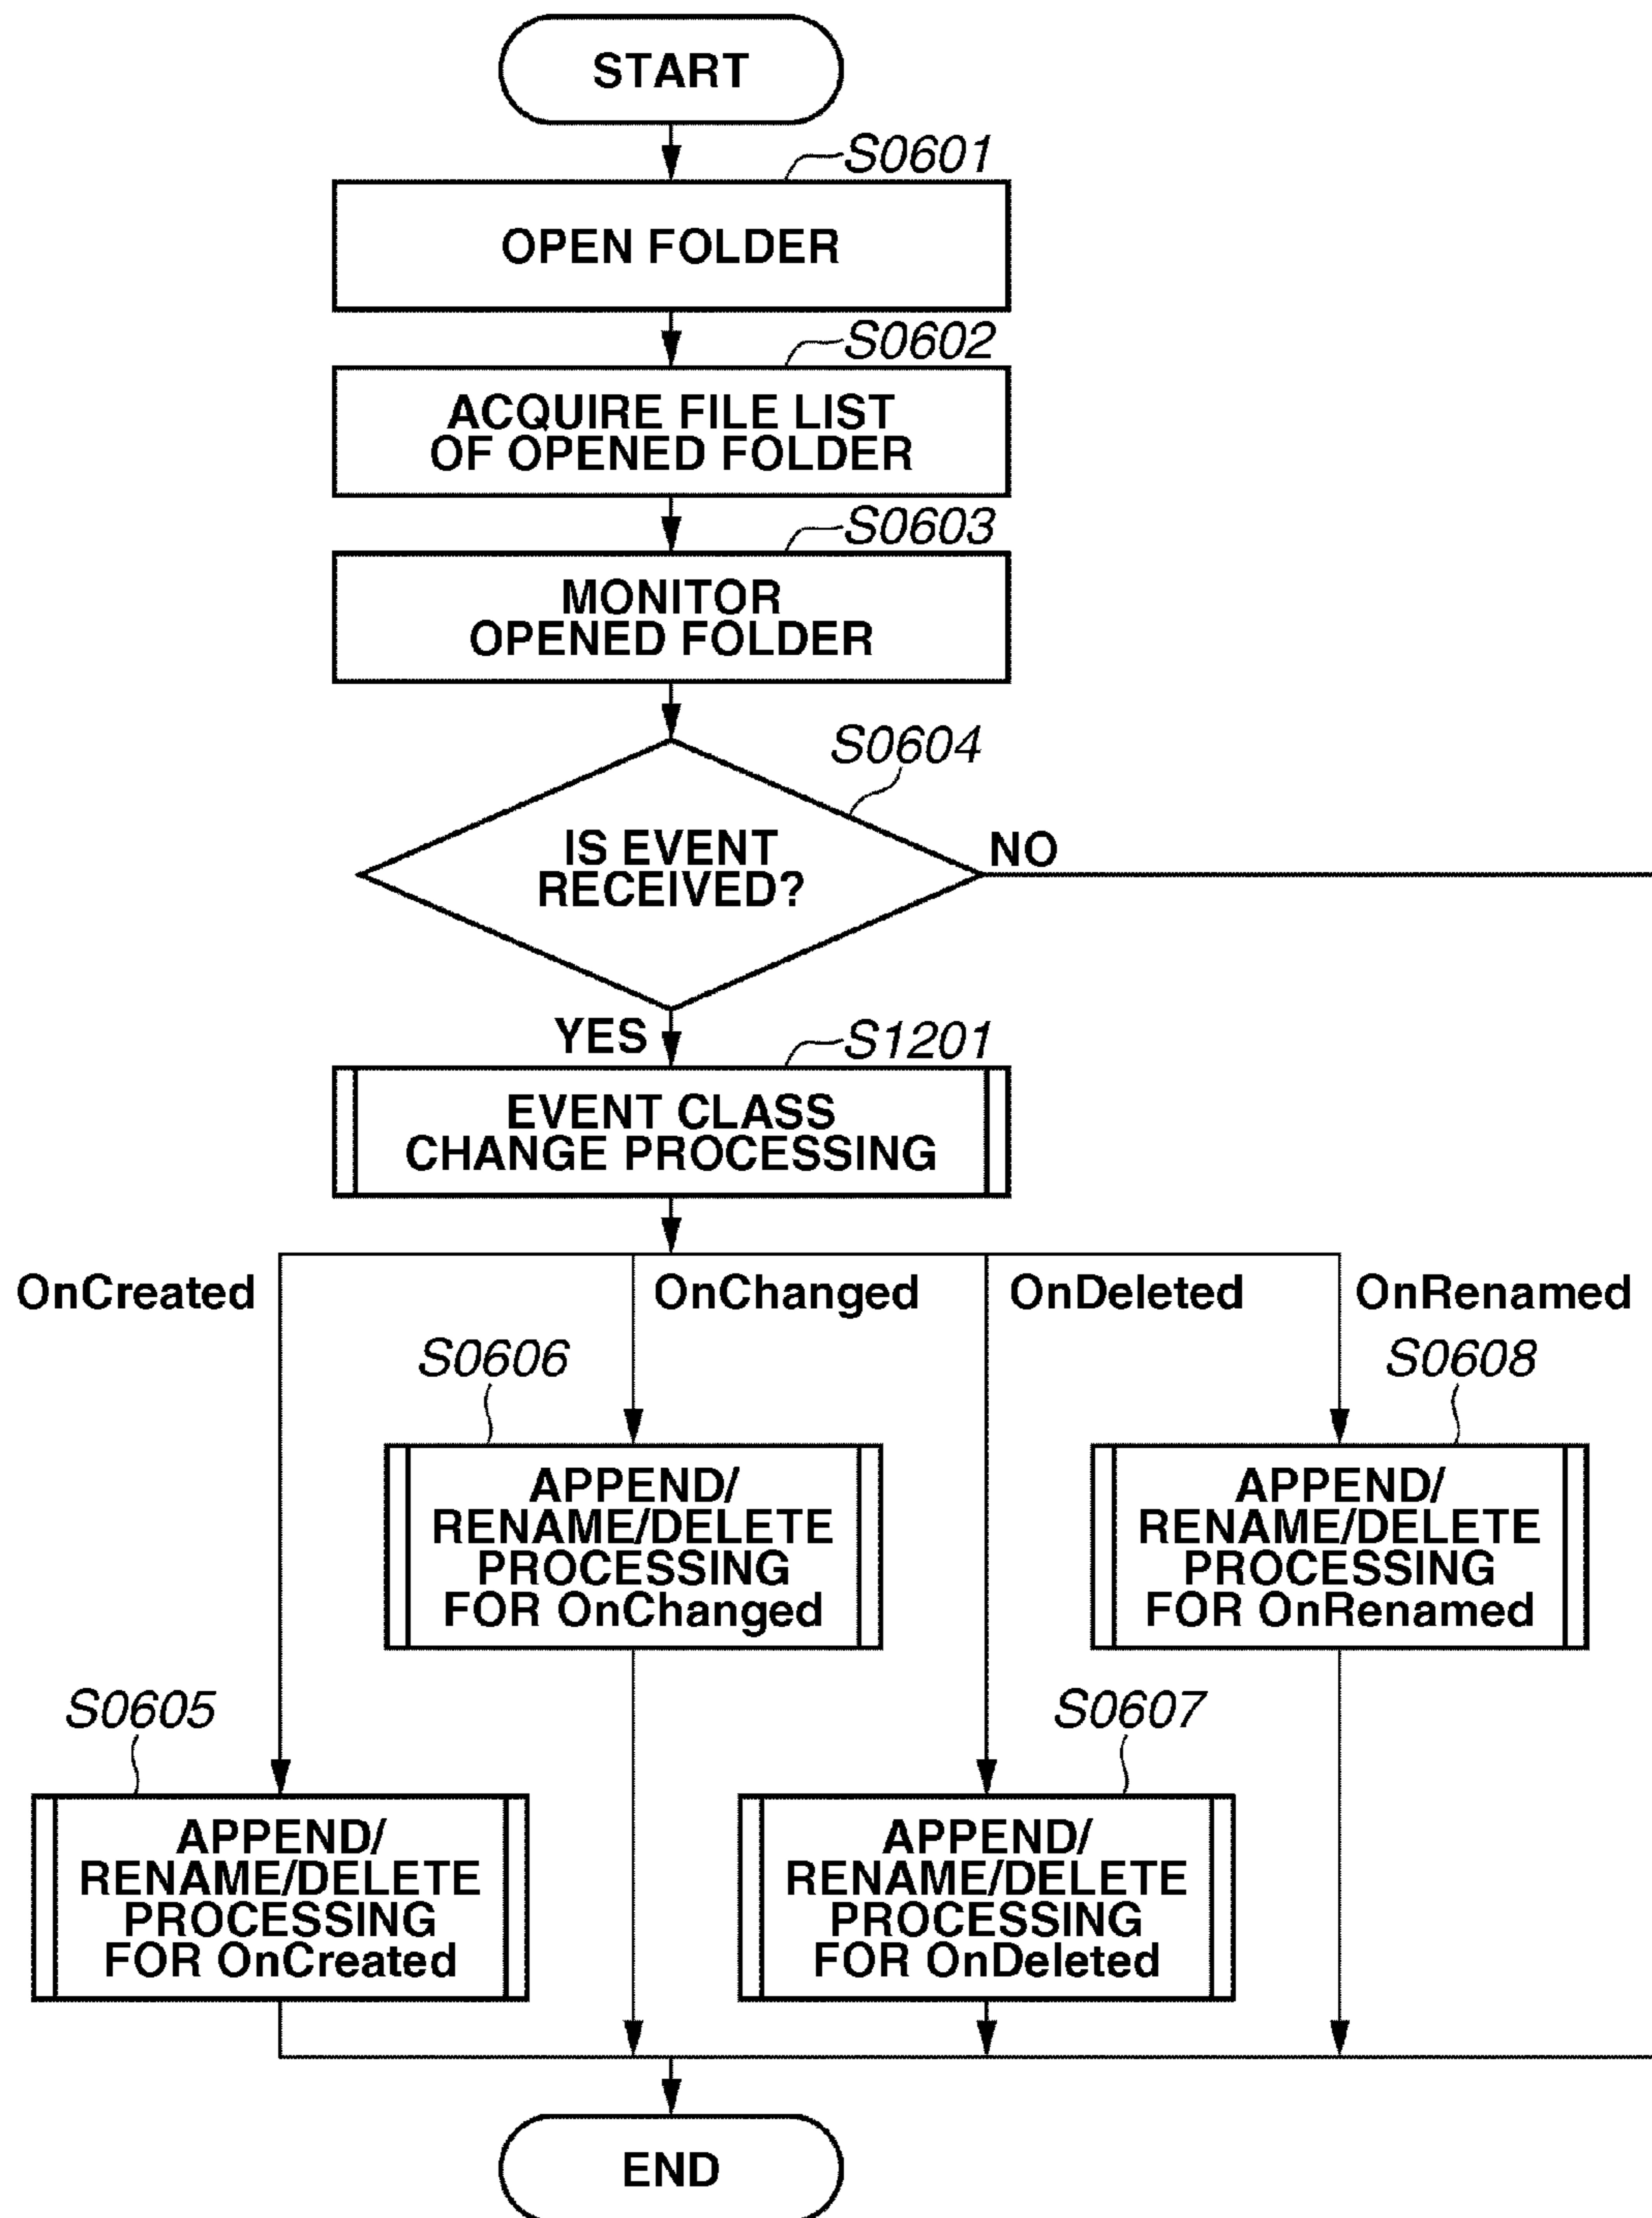 START
S0601
OPEN FOLDER
S0602
ACQUIRE FILE LIST
OF OPENED FOLDER
S0603
MONITOR
OPENED FOLDER
S0604
IS EVENT
RECEIVED?
NO
YES
S1201
EVENT CLASS
CHANGE PROCESSING
OnCreated
OnChanged
OnDeleted
OnRenamed
S0606
APPEND/
RENAME/DELETE
PROCESSING
FOR OnChanged
S0608
APPEND/
RENAME/DELETE
PROCESSING
FOR OnRenamed
S0605
APPEND/
RENAME/DELETE
PROCESSING
FOR OnCreated
S0607
APPEND/
RENAME/DELETE
PROCESSING
FOR OnDeleted
END